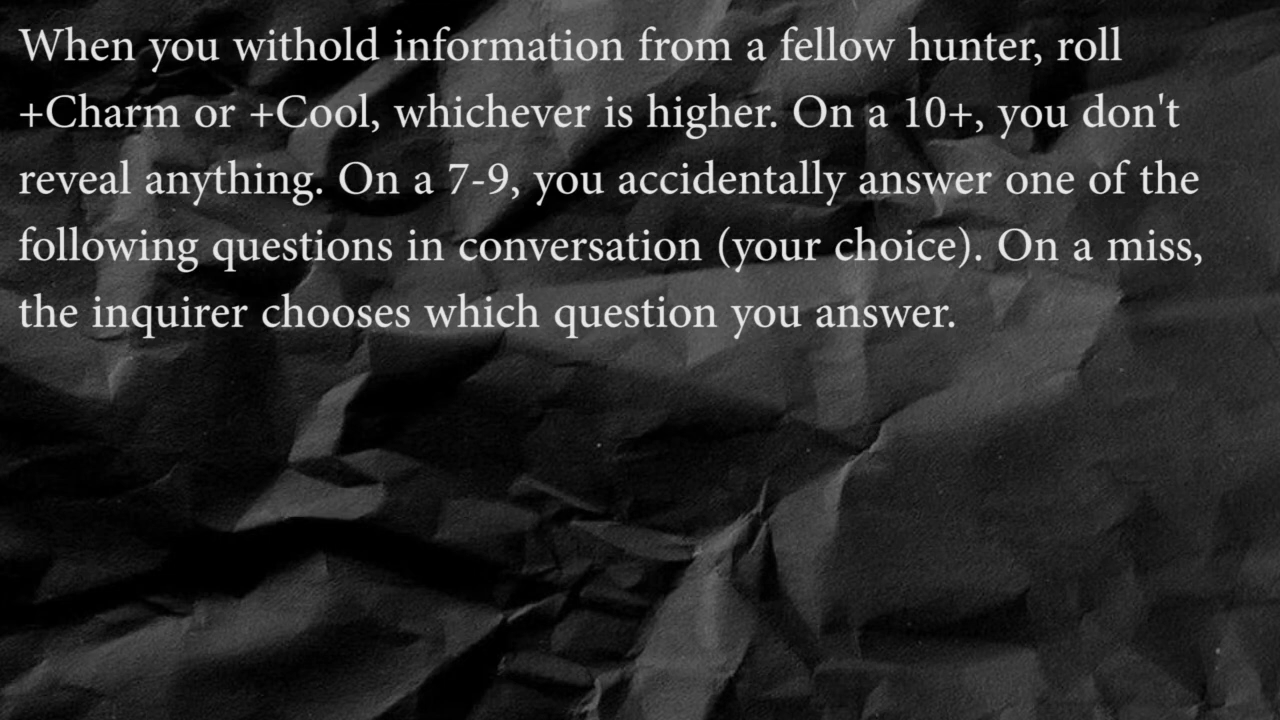 When you withold information from a fellow hunter, roll
+Charm or +Cool, whichever is higher. On a 10+, you don't
reveal anything. On a 7-9, you accidentally answer one of the
following questions in conversation (your choice). On a miss,
the inquirer chooses which question you answer.